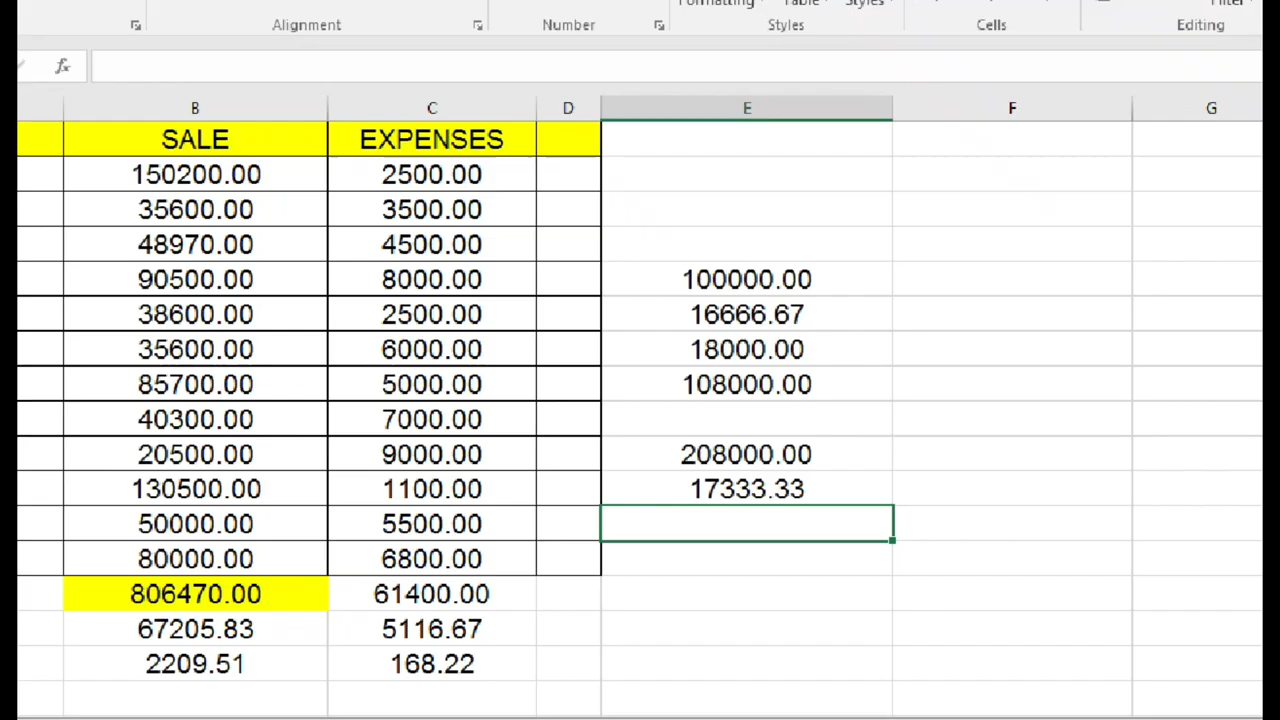 Formatting Table Styles Filter
Alignment Number Styles Cells Editing
fx
B C D E F G
SALE EXPENSES
150200.00 2500.00
35600.00 3500.00
48970.00 4500.00
90500.00 8000.00 100000.00
38600.00 2500.00 16666.67
35600.00 6000.00 18000.00
85700.00 5000.00 108000.00
40300.00 7000.00
20500.00 9000.00 208000.00
130500.00 1100.00 17333.33
50000.00 5500.00
80000.00 6800.00
806470.00 61400.00
67205.83 5116.67
2209.51 168.22